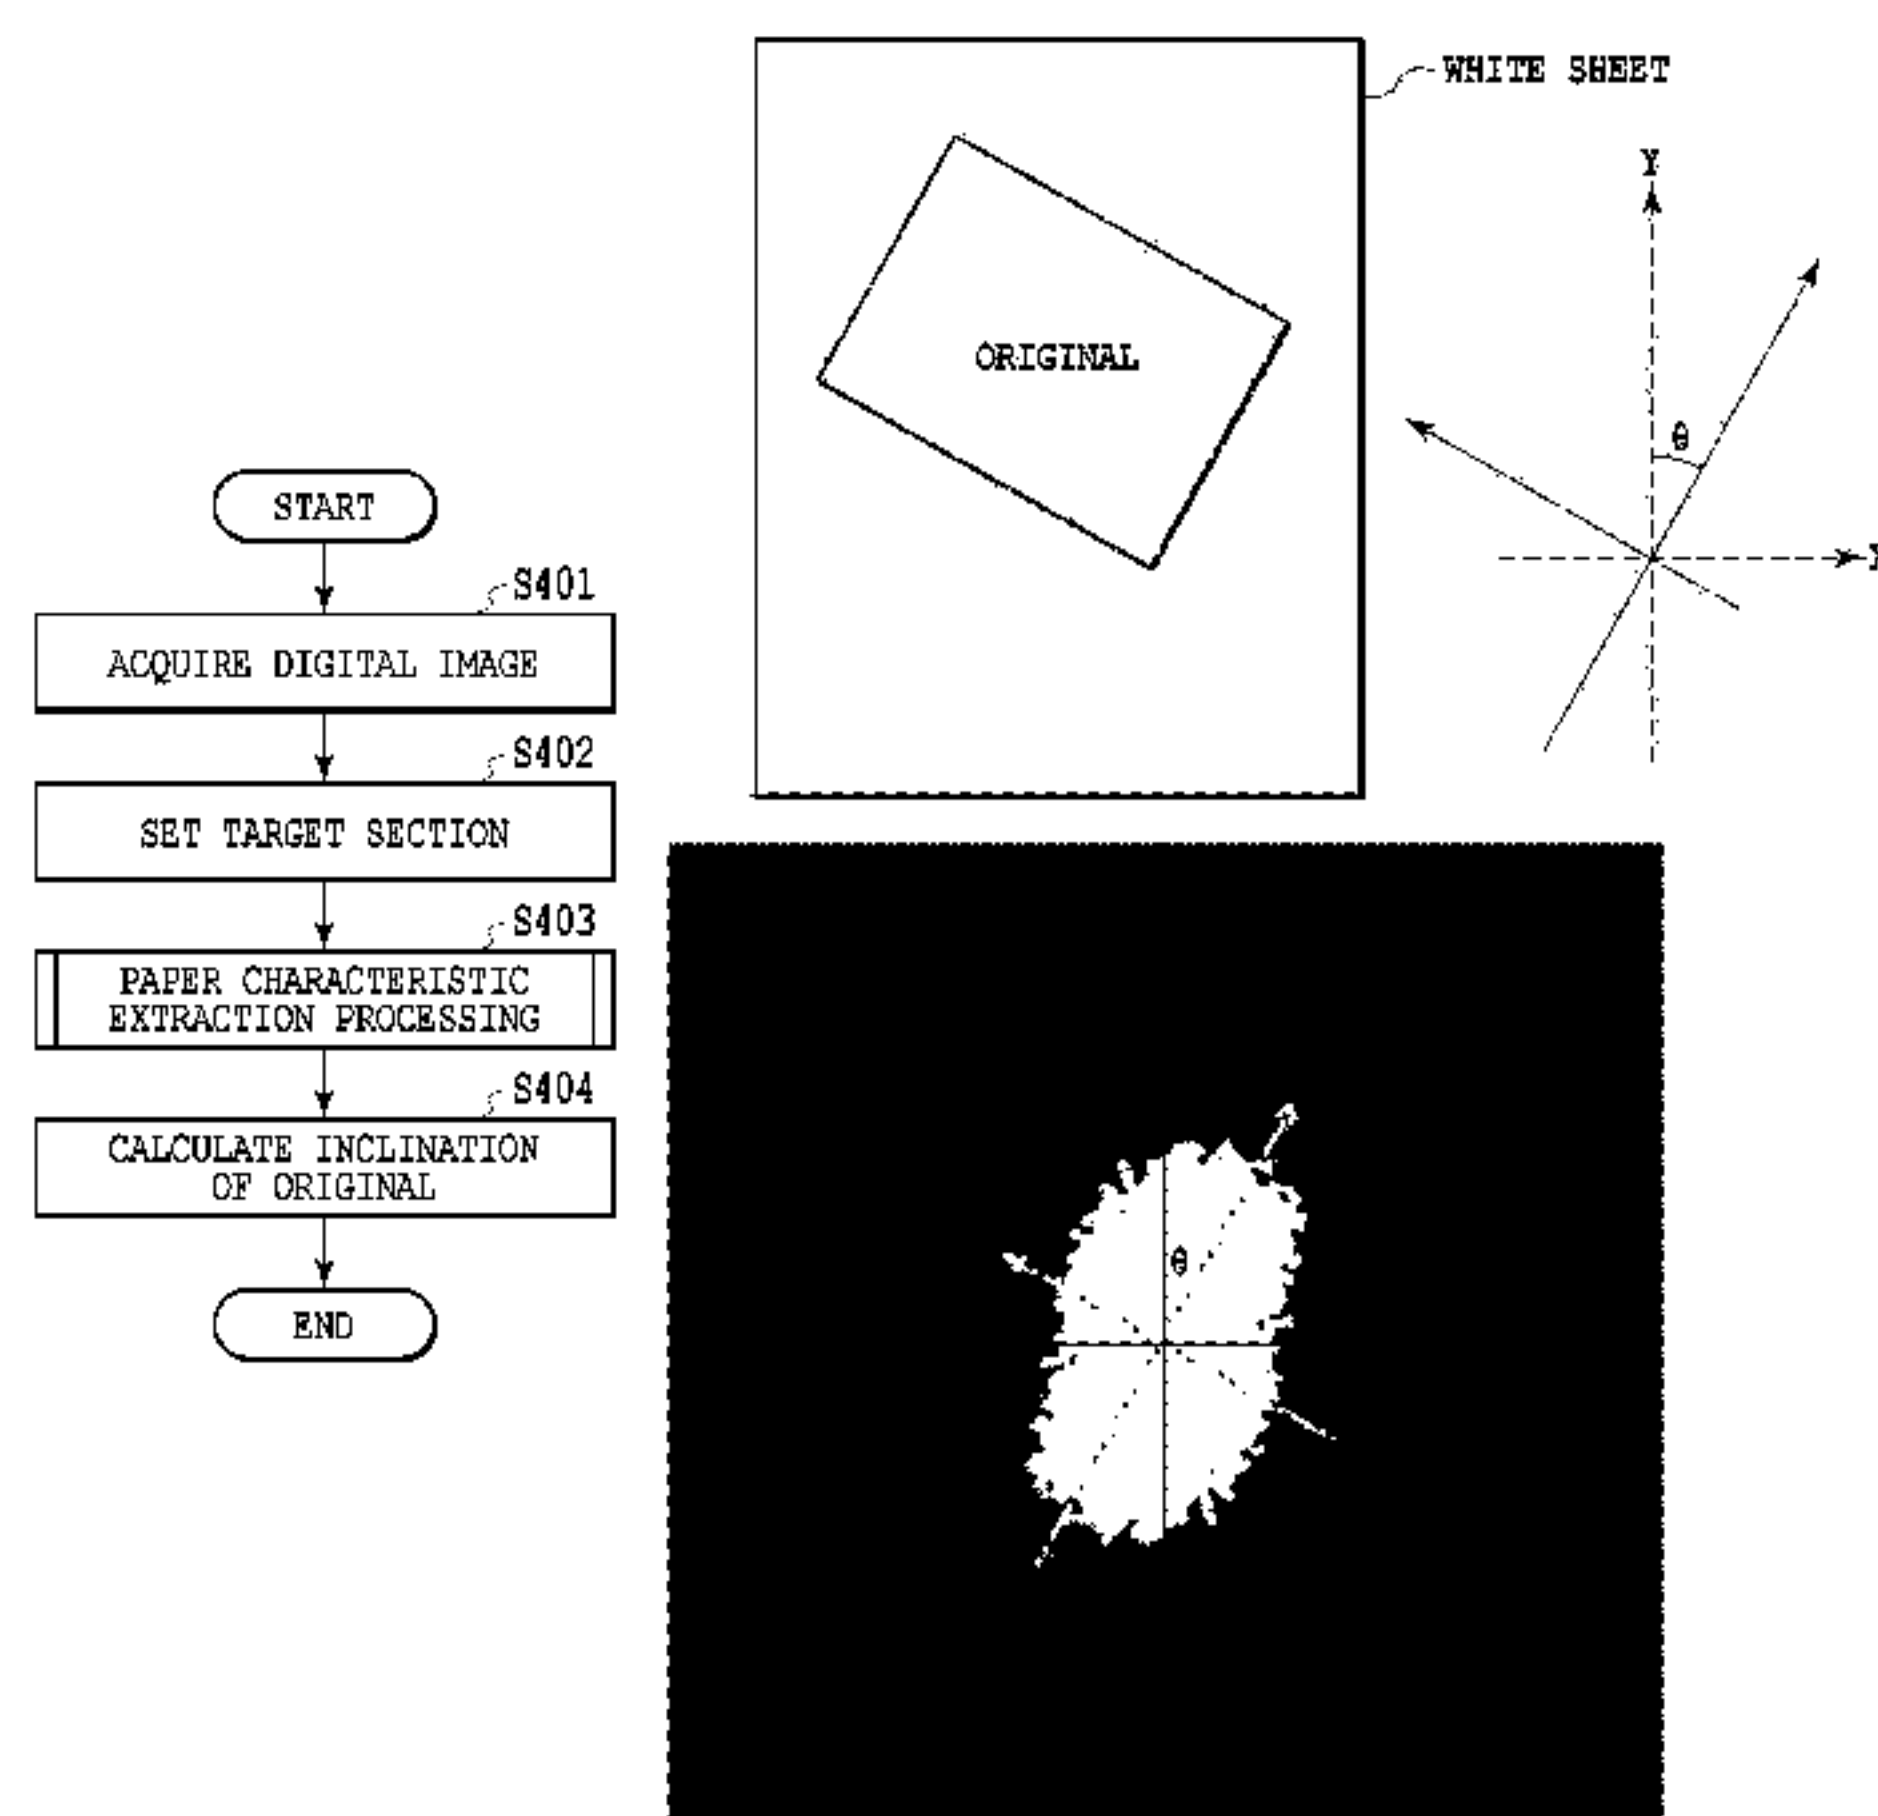 START
S401
ACQUIRE DIGITAL IMAGE
S402
SET TARGET SECTION
S403
PAPER CHARACTERISTIC
EXTRACTION PROCESSING
S404
CALCULATE INCLINATION
OF ORIGINAL
END
WHITE SHEET
ORIGINAL
Y
θ
θ